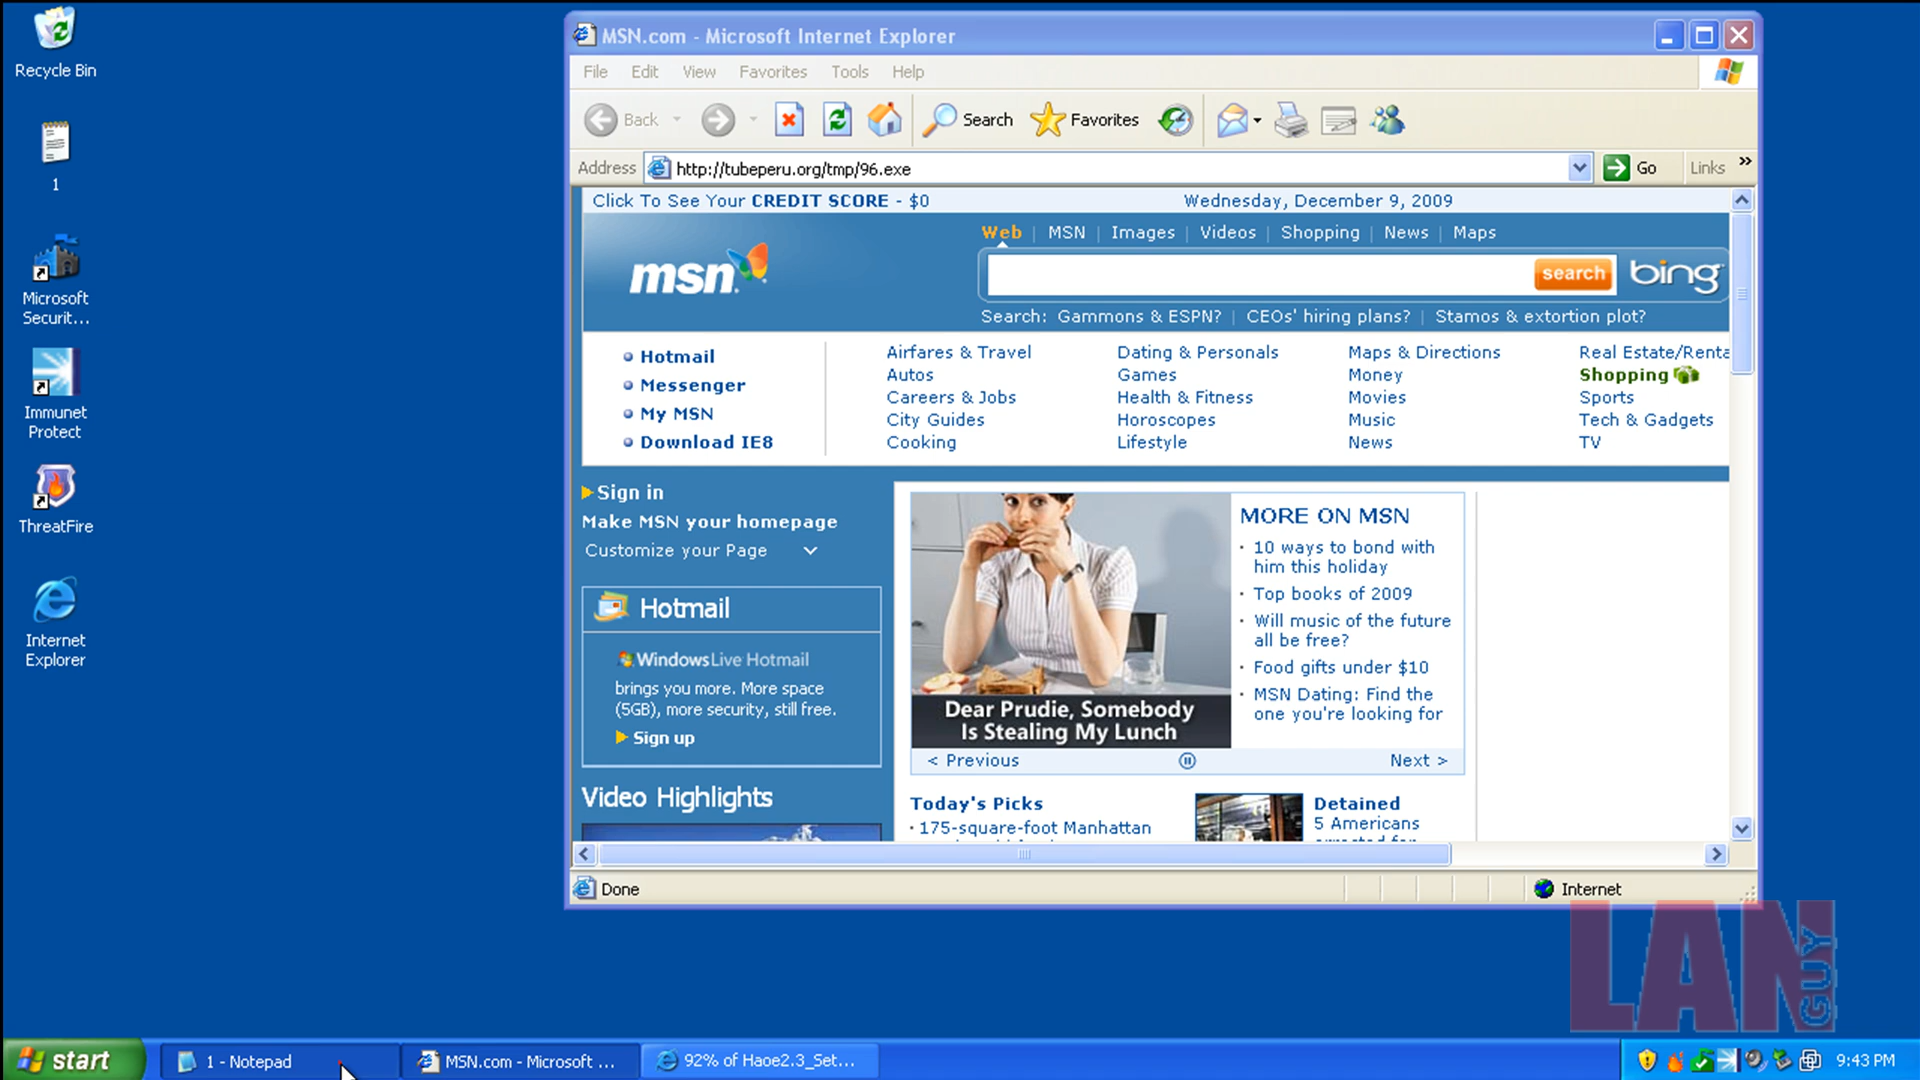 Recycle Bin
1
Microsoft
Securit...
Immunet
Protect
ThreatFire
Internet
Explorer
MSN.com - Microsoft Internet Explorer
File Edit View Favorites Tools Help
Back Search Favorites
Address http://tubeperu.org/tmp/96.exe Go Links »
Click To See Your CREDIT SCORE - $0 Wednesday, December 9, 2009
Web | MSN | Images | Videos | Shopping | News | Maps
msn. search bing
Search: Gammons & ESPN? | CEOs' hiring plans? | Stamos & extortion plot?
Hotmail
Messenger
My MSN
Download IE8
Airfares & Travel
Autos
Careers & Jobs
City Guides
Cooking
Dating & Personals
Games
Health & Fitness
Horoscopes
Lifestyle
Maps & Directions
Money
Movies
Music
News
Real Estate/Renta
Shopping
Sports
Tech & Gadgets
TV
Sign in
Make MSN your homepage
Customize your Page
Hotmail
WindowsLive Hotmail
brings you more. More space
(5GB), more security, still free.
Sign up
Video Highlights
Dear Prudie, Somebody
Is Stealing My Lunch
< Previous Next >
MORE ON MSN
· 10 ways to bond with
him this holiday
· Top books of 2009
· Will music of the future
all be free?
· Food gifts under $10
· MSN Dating: Find the
one you're looking for
Today's Picks
· 175-square-foot Manhattan
Detained
5 Americans
Done Internet
LAN
GUY
start 1 - Notepad MSN.com - Microsoft ... 92% of Haoe2.3_Set... 9:43 PM